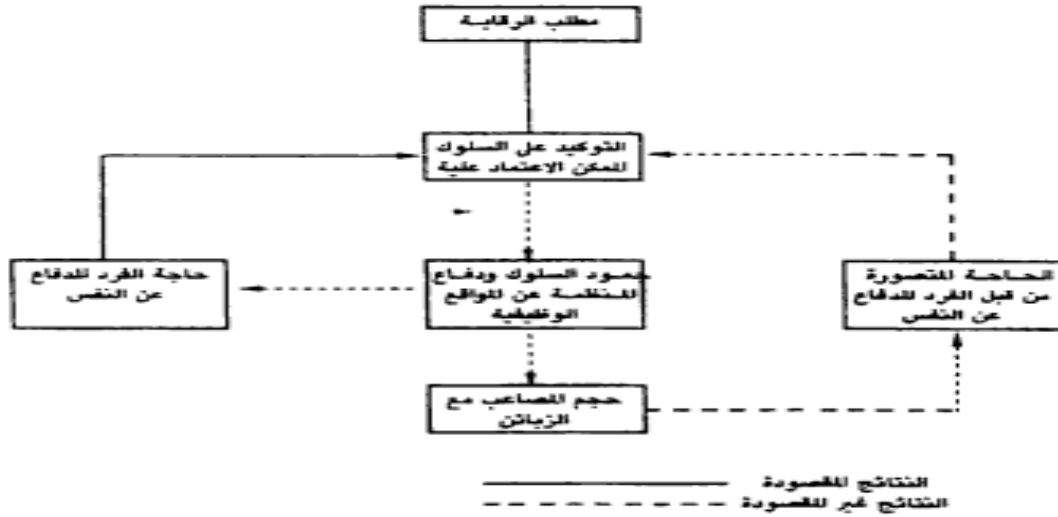 مطلب الرقابة
التوكيد على السلوك
الممكن الاعتماد علية
حاجة الفرد للدفاع
عن النفس
جمود السلوك ودفاع
المنظمة عن المواقع
الوظيفية
الحاجة المتصورة
من قبل الفرد للدفاع
عن النفس
حجم المصاعب مع
الزبائن
النتائج المقصودة
النتائج غير المقصودة